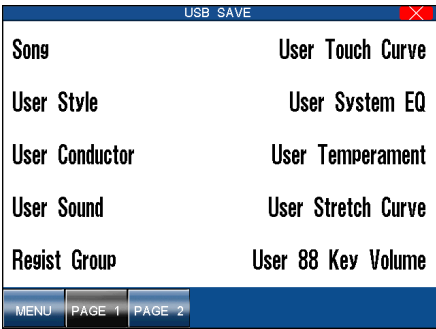 USB SAVE
Song User Touch Curve
User Style User System EQ
User Conductor User Temperament
User Sound User Stretch Curve
Regist Group User 88 Key Volume
MENU PAGE 1 PAGE 2